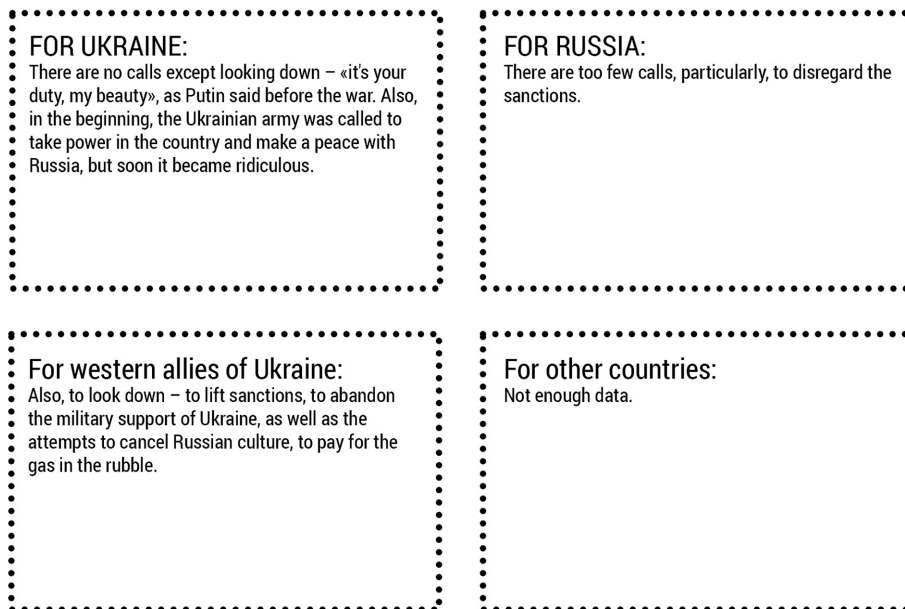 FOR UKRAINE:
There are no calls except looking down – «it's your
duty, my beauty», as Putin said before the war. Also,
in the beginning, the Ukrainian army was called to
take power in the country and make a peace with
Russia, but soon it became ridiculous.
FOR RUSSIA:
There are too few calls, particularly, to disregard the
sanctions.
For western allies of Ukraine:
Also, to look down – to lift sanctions, to abandon
the military support of Ukraine, as well as the
attempts to cancel Russian culture, to pay for the
gas in the rubble.
For other countries:
Not enough data.